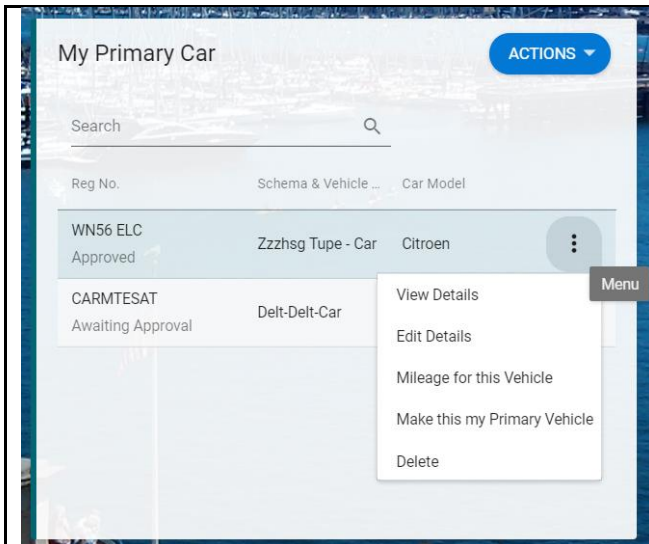 My Primary Car
ACTIONS
Search
Reg No. Schema & Vehicle ... Car Model
WN56 ELC
Approved
Zzzhsg Tupe - Car Citroen
Menu
CARMTESAT
Awaiting Approval
Delt-Delt-Car
View Details
Edit Details
Mileage for this Vehicle
Make this my Primary Vehicle
Delete